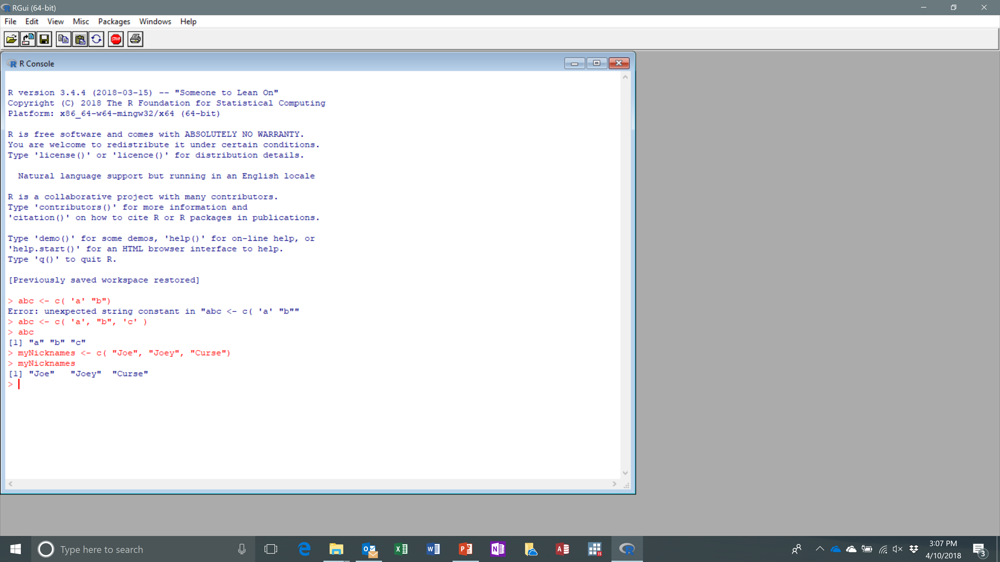 RGui (64-bit)
File Edit View Misc Packages Windows Help
STOP
R Console
R version 3.4.4 (2018-03-15) -- "Someone to Lean On"
Copyright (C) 2018 The R Foundation for Statistical Computing
Platform: x86_64-w64-mingw32/x64 (64-bit)
R is free software and comes with ABSOLUTELY NO WARRANTY.
You are welcome to redistribute it under certain conditions.
Type 'license()' or 'licence()' for distribution details.
Natural language support but running in an English locale
R is a collaborative project with many contributors.
Type 'contributors()' for more information and
'citation()' on how to cite R or R packages in publications.
Type 'demo()' for some demos, 'help()' for on-line help, or
'help.start()' for an HTML browser interface to help.
Type 'q()' to quit R.
[Previously saved workspace restored]
> abc <- c( 'a' "b")
Error: unexpected string constant in "abc <- c( 'a' "b""
> abc <- c( 'a', "b", 'c' )
> abc
[1] "a" "b" "c"
> myNicknames <- c( "Joe", "Joey", "Curse")
> myNicknames
[1] "Joe"   "Joey"  "Curse"
>
Type here to search
15
3:07 PM
4/10/2018
3